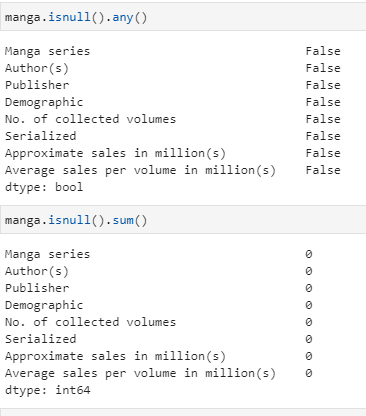 manga.isnull().any()
Manga series False
Author(s) False
Publisher False
Demographic False
No. of collected volumes False
Serialized False
Approximate sales in million(s) False
Average sales per volume in million(s) False
dtype: bool
manga.isnull().sum()
Manga series 0
Author(s) 0
Publisher 0
Demographic 0
No. of collected volumes 0
Serialized 0
Approximate sales in million(s) 0
Average sales per volume in million(s) 0
dtype: int64